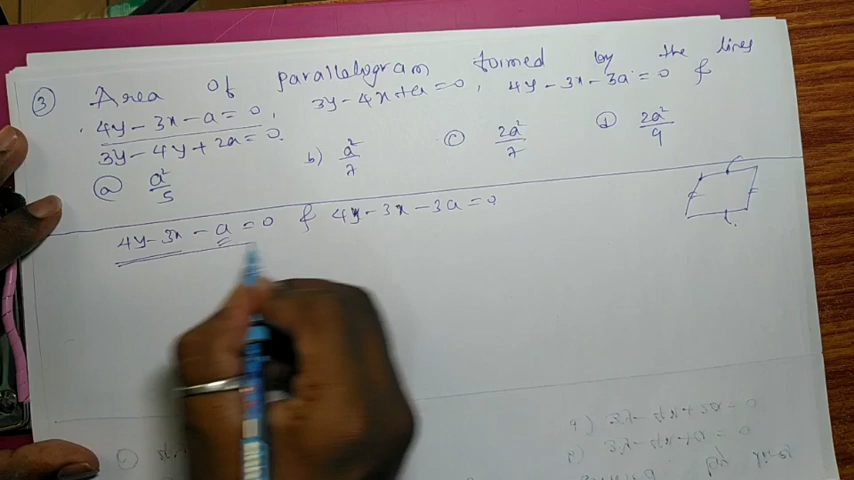 ③ Area of parallelogram formed by the lines
4y-3x-a=0, 3y-4x+a=0, 4y-3x-3a=0 &
3y-4y+2a=0.
ⓐ a²/5 b) a²/7 ⓒ 2a²/7 ⓓ 2a²/9
4y-3x-a=0 & 4y-3x-3a=0